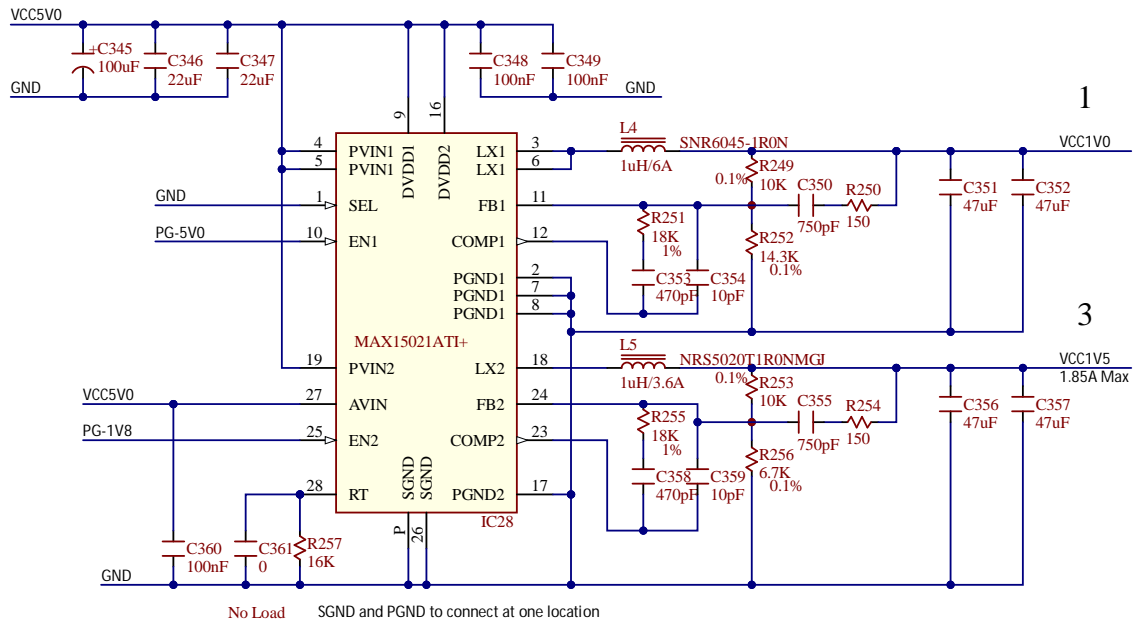 VCC5V0
+C345
100uF
C346
22uF
C347
22uF
C348
100nF
C349
100nF
GND
GND
1
9
16
DVDD1
DVDD2
4
PVIN1
5
PVIN1
GND
1
SEL
PG-5V0
10
EN1
3
LX1
6
LX1
11
FB1
12
COMP1
2
PGND1
7
PGND1
8
PGND1
L4
SNR6045-1R0N
1uH/6A
VCC1V0
R249
0.1%
10K
C350
750pF
R250
150
C351
47uF
C352
47uF
R251
18K
1%
R252
14.3K
0.1%
C353
470pF
C354
10pF
3
MAX15021ATI+
19
PVIN2
VCC5V0
27
AVIN
PG-1V8
25
EN2
28
RT
SGND
SGND
P
26
18
LX2
24
FB2
23
COMP2
17
PGND2
IC28
L5
NRS5020T1R0NMGJ
1uH/3.6A
VCC1V5
1.85A Max
0.1%
R253
10K
C355
750pF
R254
150
C356
47uF
C357
47uF
R255
18K
1%
R256
6.7K
0.1%
C358
470pF
C359
10pF
C360
100nF
C361
0
R257
16K
GND
No Load
SGND and PGND to connect at one location